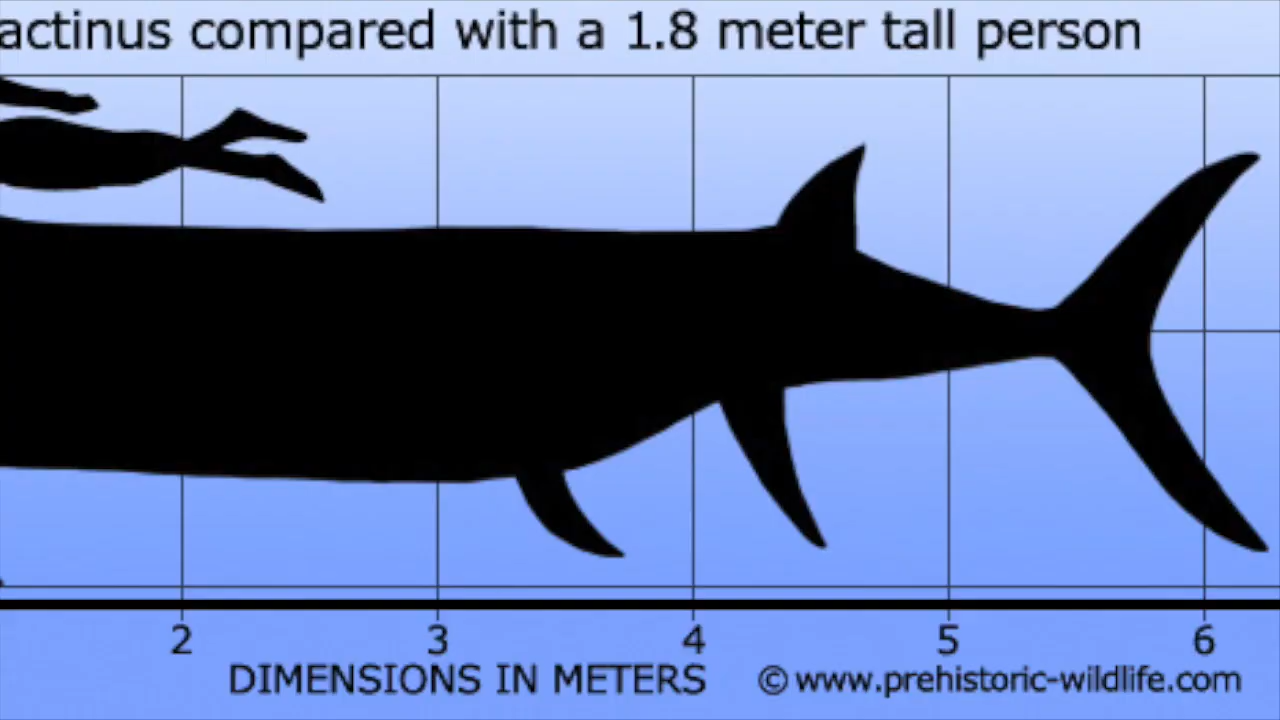 actinus compared with a 1.8 meter tall person
2 3 4 5 6
DIMENSIONS IN METERS © www.prehistoric-wildlife.com